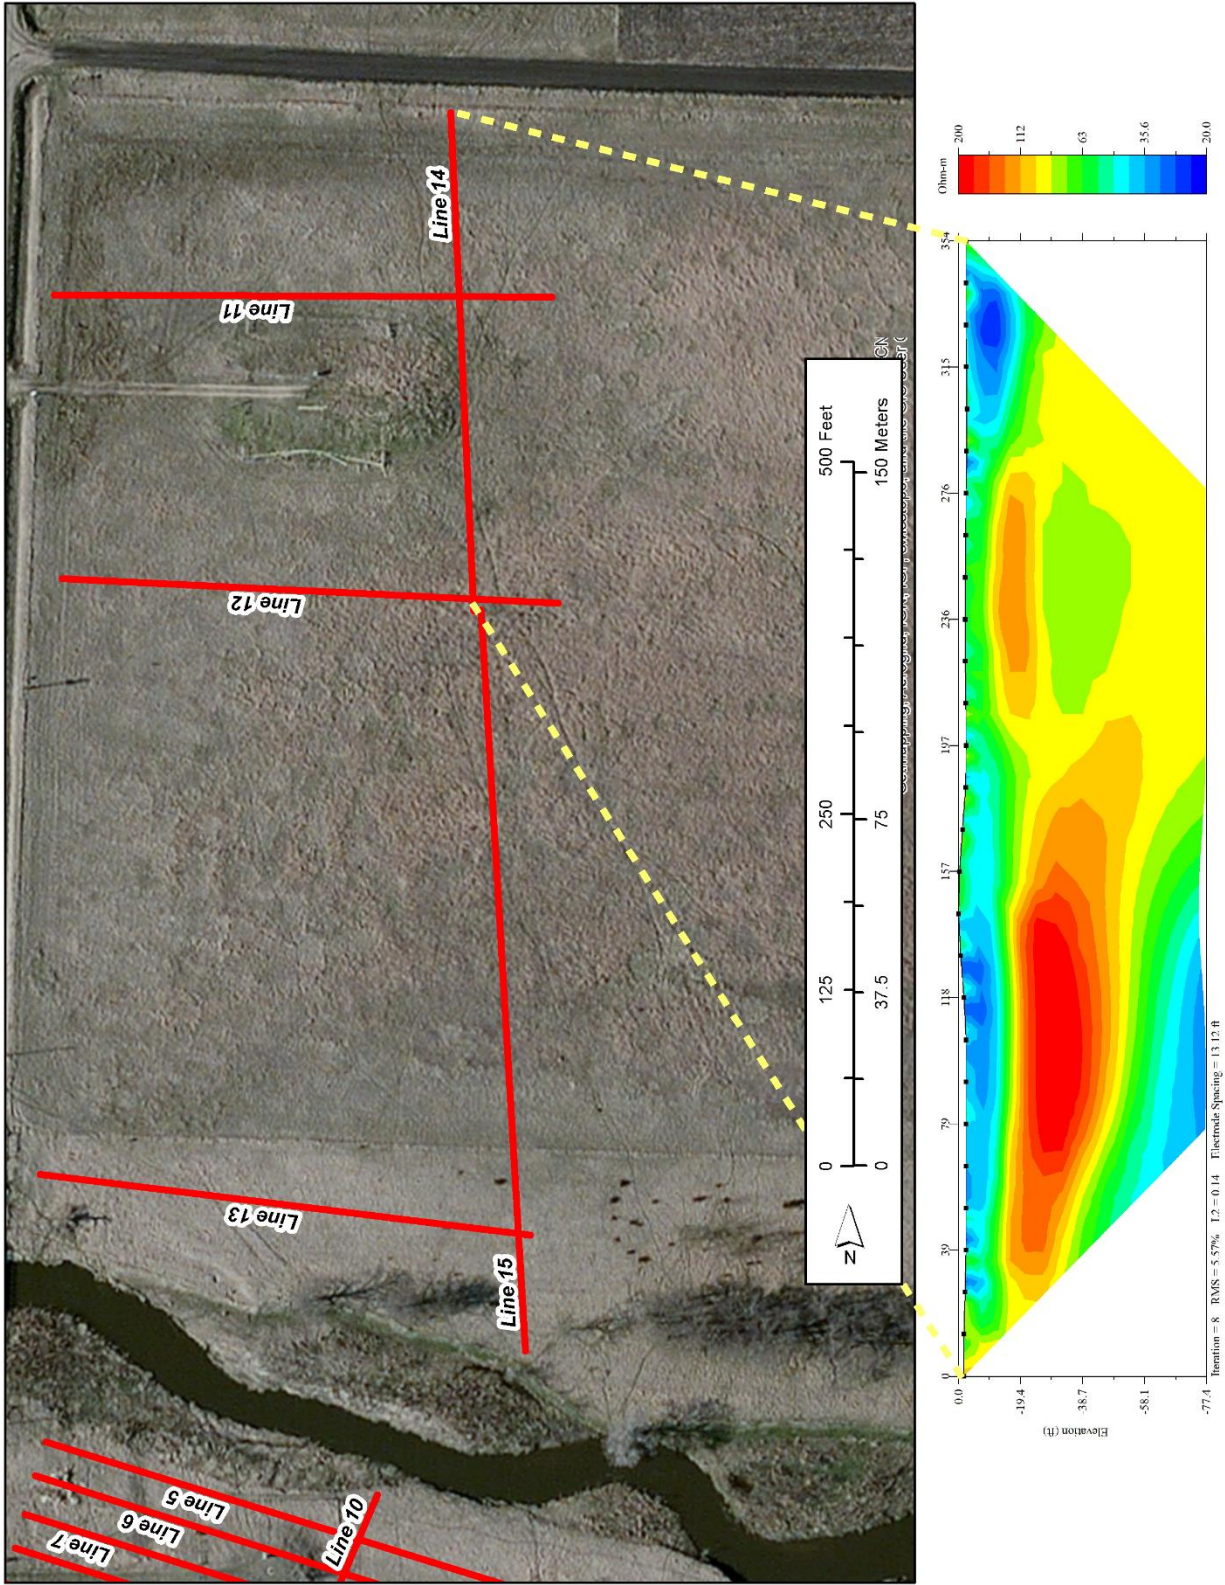 Line 14
Line 11
Line 12
Line 13
Line 15
Line 5
Line 6
Line 7
Line 10
0 125 250 500 Feet
0 37.5 75 150 Meters
N
CN
Ohm-m
200
112
63
35.6
20.0
0 39 79 118 157 197 236 276 315 354
Elevation (ft)
0.0
-19.4
-38.7
-58.1
-77.4
Iteration = 8 RMS = 5.57% L2 = 0.14 Electrode Spacing = 13.12 ft